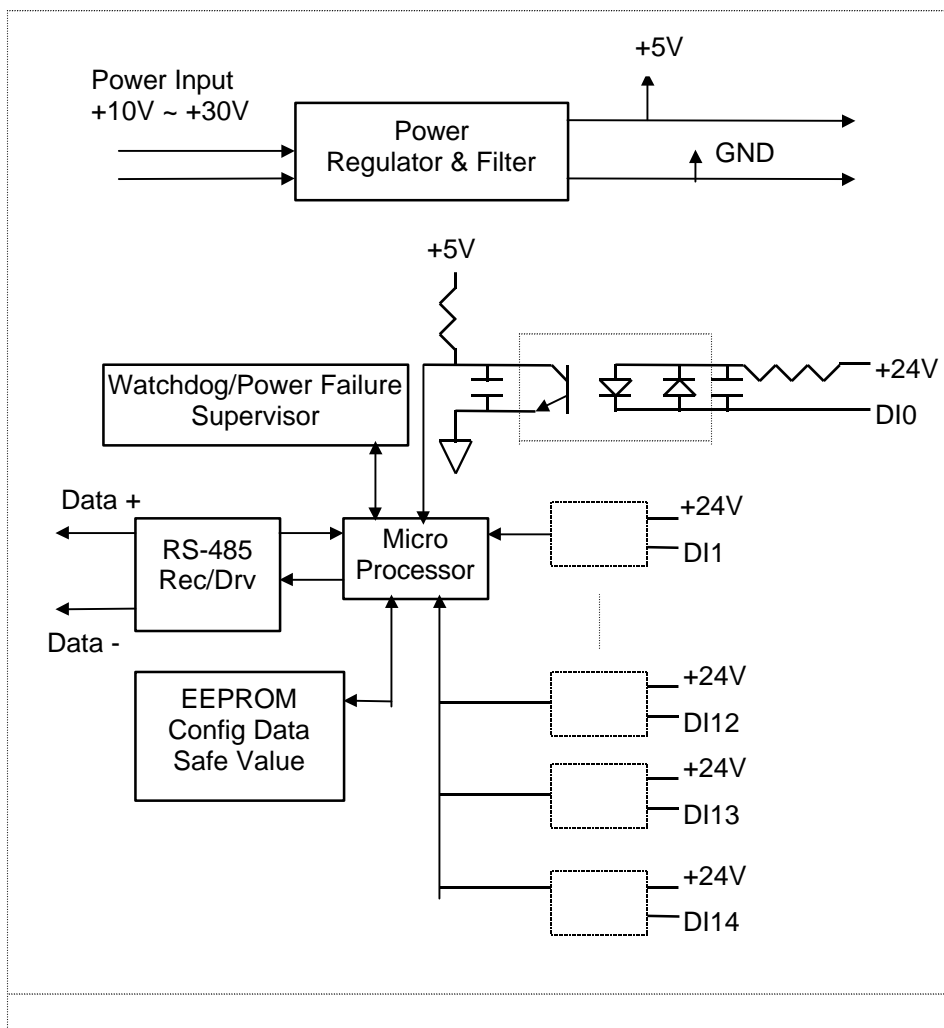 +5V
Power Input
+10V ~ +30V
Power
Regulator & Filter
GND
+5V
Watchdog/Power Failure
Supervisor
+24V
DI0
Data +
RS-485
Rec/Drv
Data -
Micro
Processor
+24V
DI1
EEPROM
Config Data
Safe Value
+24V
DI12
+24V
DI13
+24V
DI14